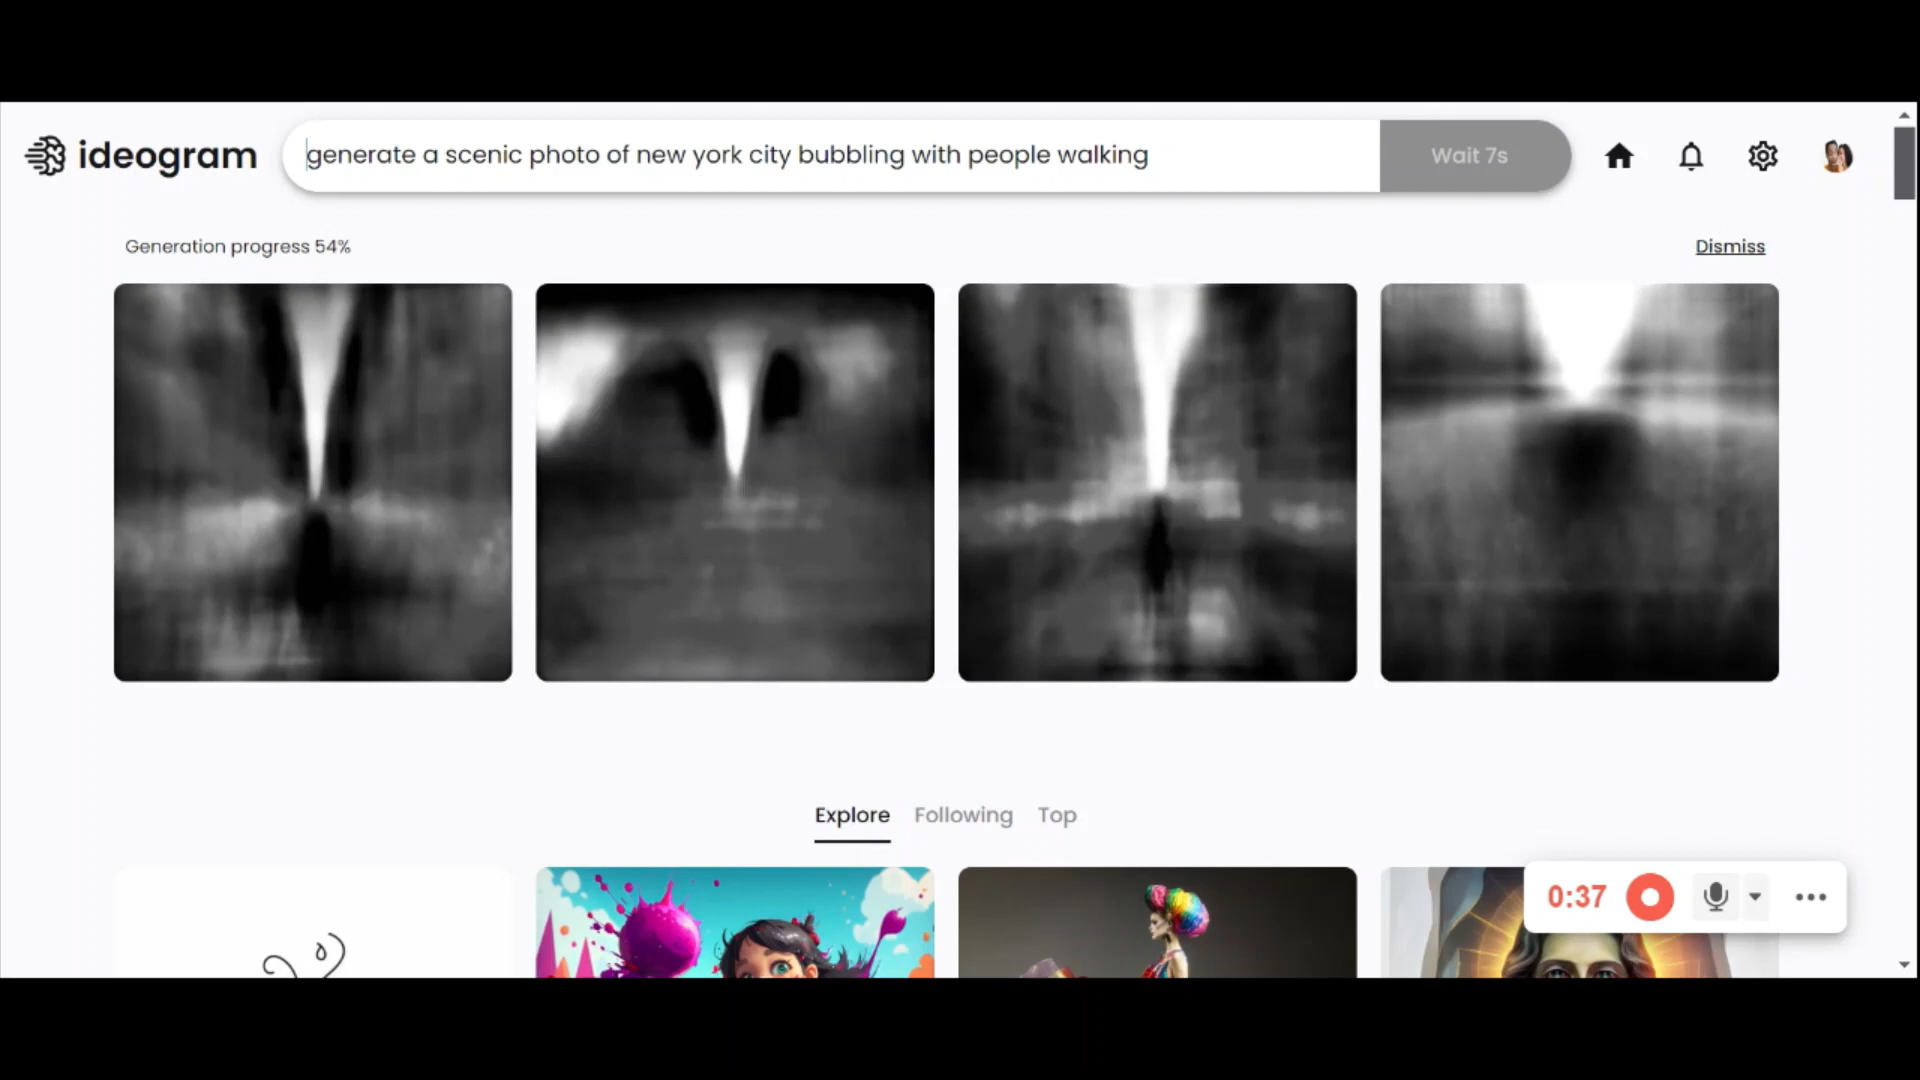 ideogram
generate a scenic photo of new york city bubbling with people walking
Wait 7s
Generation progress 54%
Dismiss
Explore
Following
Top
0:37